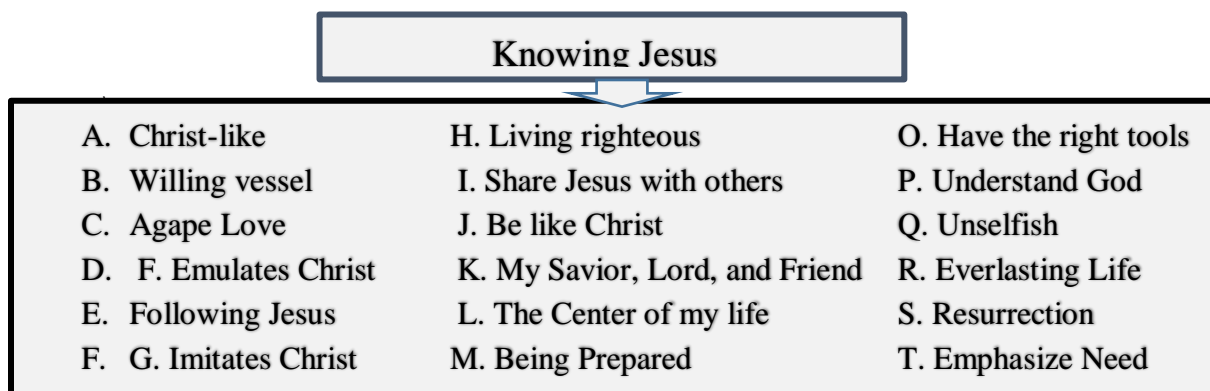 Knowing Jesus
A. Christ-like
B. Willing vessel
C. Agape Love
D. F. Emulates Christ
E. Following Jesus
F. G. Imitates Christ
H. Living righteous
I. Share Jesus with others
J. Be like Christ
K. My Savior, Lord, and Friend
L. The Center of my life
M. Being Prepared
O. Have the right tools
P. Understand God
Q. Unselfish
R. Everlasting Life
S. Resurrection
T. Emphasize Need